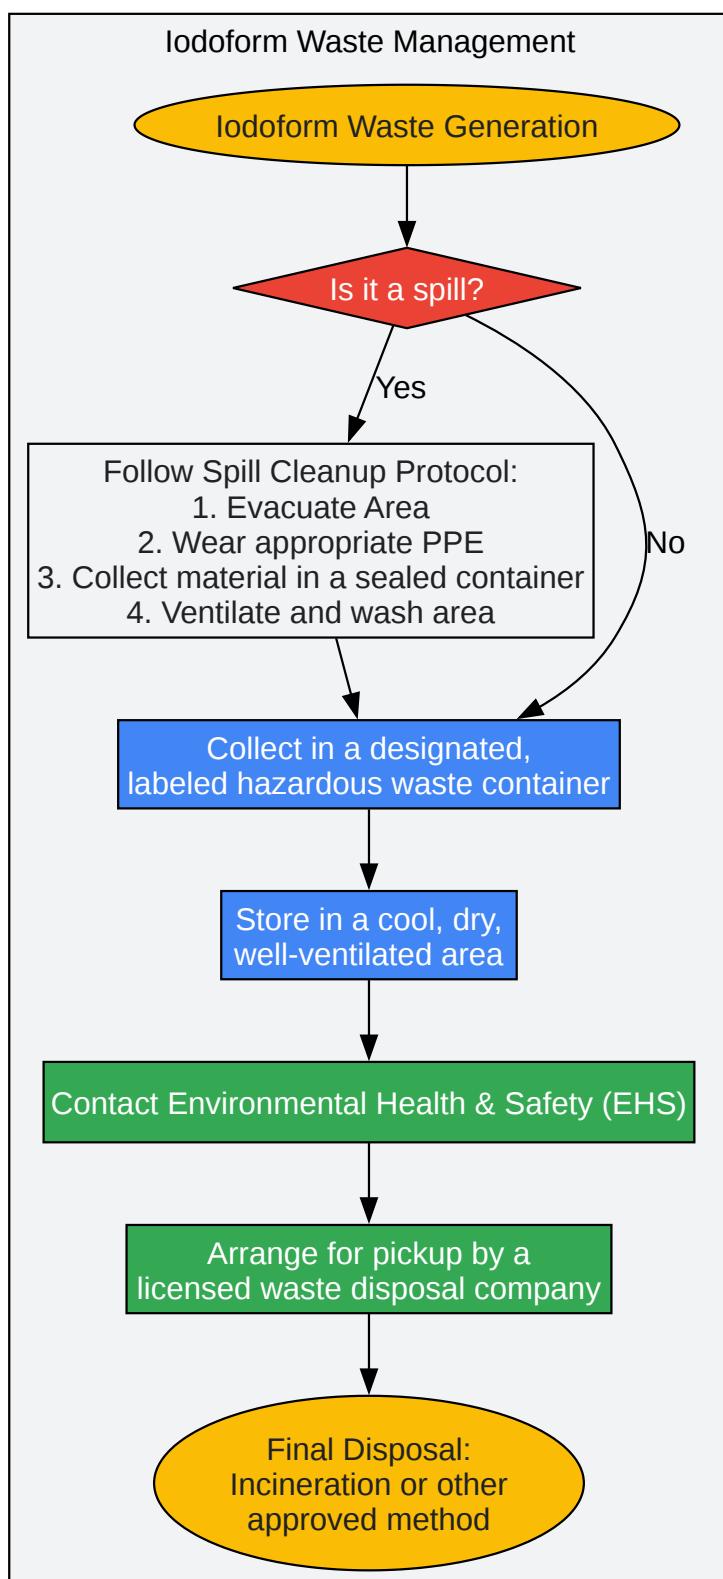 Iodoform Waste Management
Iodoform Waste Generation
Is it a spill?
Yes
Follow Spill Cleanup Protocol:
1. Evacuate Area
2. Wear appropriate PPE
3. Collect material in a sealed container
4. Ventilate and wash area
No
Collect in a designated,
labeled hazardous waste container
Store in a cool, dry,
well-ventilated area
Contact Environmental Health & Safety (EHS)
Arrange for pickup by a
licensed waste disposal company
Final Disposal:
Incineration or other
approved method